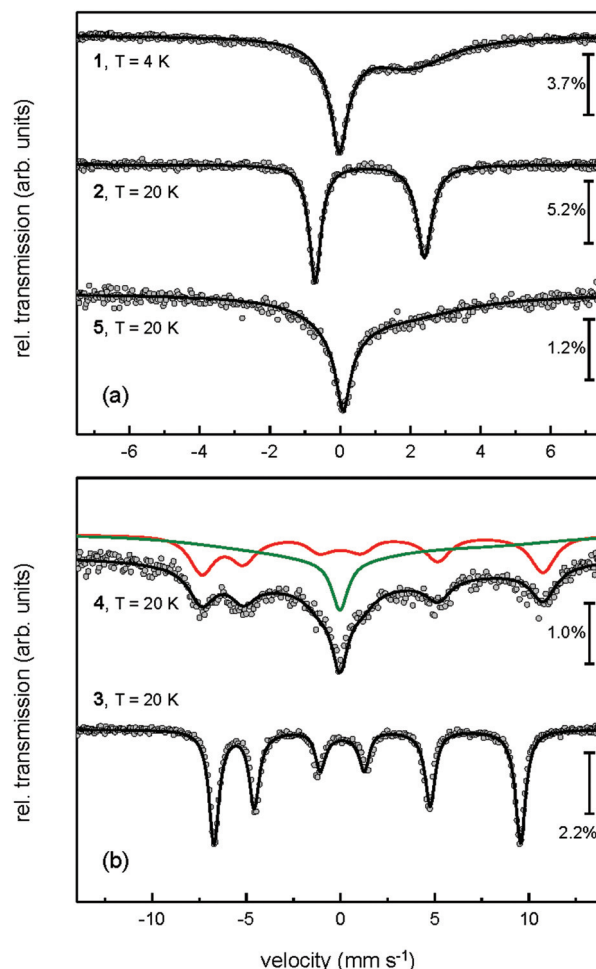 rel. transmission (arb. units)
1, T = 4 K
3.7%
2, T = 20 K
5.2%
5, T = 20 K
1.2%
(a)
-6 -4 -2 0 2 4 6
rel. transmission (arb. units)
4, T = 20 K
1.0%
3, T = 20 K
2.2%
(b)
-10 -5 0 5 10
velocity (mm s⁻¹)